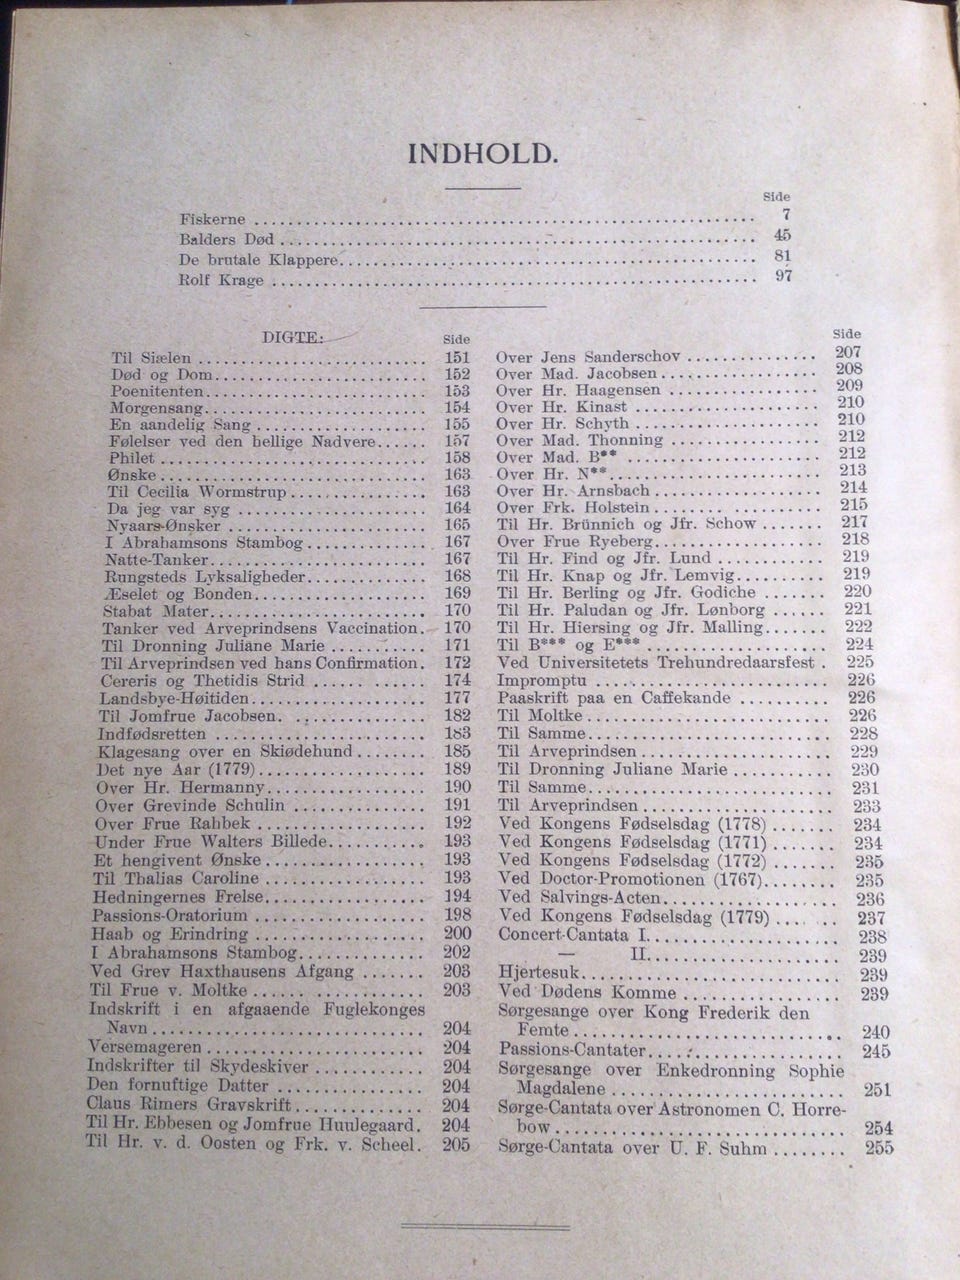 INDHOLD.
Side
Fiskerne 7
Balders Død 45
De brutale Klappere 81
Rolf Krage 97
DIGTE:
Side
Til Siælen 151
Død og Dom 152
Poenitenten 153
Morgensang 154
En aandelig Sang 155
Følelser ved den hellige Nadvere 157
Philet 158
Ønske 163
Til Cecilia Wormstrup 163
Da jeg var syg 164
Nyaars-Ønsker 165
I Abrahamsons Stambog 167
Natte-Tanker 167
Rungsteds Lyksaligheder 168
Æselet og Bonden 169
Stabat Mater 170
Tanker ved Arveprindsens Vaccination. 170
Til Dronning Juliane Marie 171
Til Arveprindsen ved hans Confirmation. 172
Cereris og Thetidis Strid 174
Landsbye-Høitiden 177
Til Jomfrue Jacobsen. 182
Indfødsretten 183
Klagesang over en Skiødehund 185
Det nye Aar (1779) 189
Over Hr. Hermanny 190
Over Grevinde Schulin 191
Over Frue Rahbek 192
Under Frue Walters Billede 193
Et hengivent Ønske 193
Til Thalias Caroline 193
Hedningernes Frelse 194
Passions-Oratorium 198
Haab og Erindring 200
I Abrahamsons Stambog 202
Ved Grev Haxthausens Afgang 203
Til Frue v. Moltke 203
Indskrift i en afgaaende Fuglekonges
Navn 204
Versemageren 204
Indskrifter til Skydeskiver 204
Den fornuftige Datter 204
Claus Rimers Gravskrift 204
Til Hr. Ebbesen og Jomfrue Huulegaard. 204
Til Hr. v. d. Oosten og Frk. v. Scheel. 205
Side
Over Jens Sanderschov 207
Over Mad. Jacobsen 208
Over Hr. Haagensen 209
Over Hr. Kinast 210
Over Hr. Schyth 210
Over Mad. Thonning 212
Over Mad. B** 212
Over Hr. N** 213
Over Hr. Arnsbach 214
Over Frk. Holstein 215
Til Hr. Brünnich og Jfr. Schow 217
Over Frue Ryeberg 218
Til Hr. Find og Jfr. Lund 219
Til Hr. Knap og Jfr. Lemvig 219
Til Hr. Berling og Jfr. Godiche 220
Til Hr. Paludan og Jfr. Lønborg 221
Til Hr. Hiersing og Jfr. Malling 222
Til B*** og E*** 224
Ved Universitetets Trehundredaarsfest . 225
Impromptu 226
Paaskrift paa en Caffekande 226
Til Moltke 226
Til Samme 228
Til Arveprindsen 229
Til Dronning Juliane Marie 230
Til Samme 231
Til Arveprindsen 233
Ved Kongens Fødselsdag (1778) 234
Ved Kongens Fødselsdag (1771) 234
Ved Kongens Fødselsdag (1772) 235
Ved Doctor-Promotionen (1767) 235
Ved Salvings-Acten 236
Ved Kongens Fødselsdag (1779) 237
Concert-Cantata I. 238
— II. 239
Hjertesuk 239
Ved Dødens Komme 239
Sørgesange over Kong Frederik den
Femte 240
Passions-Cantater 245
Sørgesange over Enkedronning Sophie
Magdalene 251
Sørge-Cantata over Astronomen C. Horre-
bow 254
Sørge-Cantata over U. F. Suhm 255